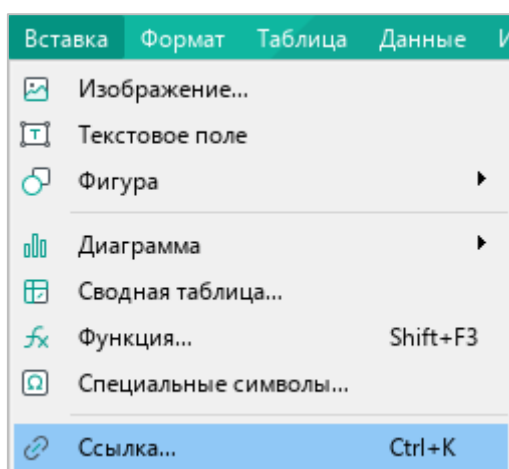 Вставка Формат Таблица Данные
Изображение...
Текстовое поле
Фигура
Диаграмма
Сводная таблица...
Функция... Shift+F3
Специальные символы...
Ссылка... Ctrl+K